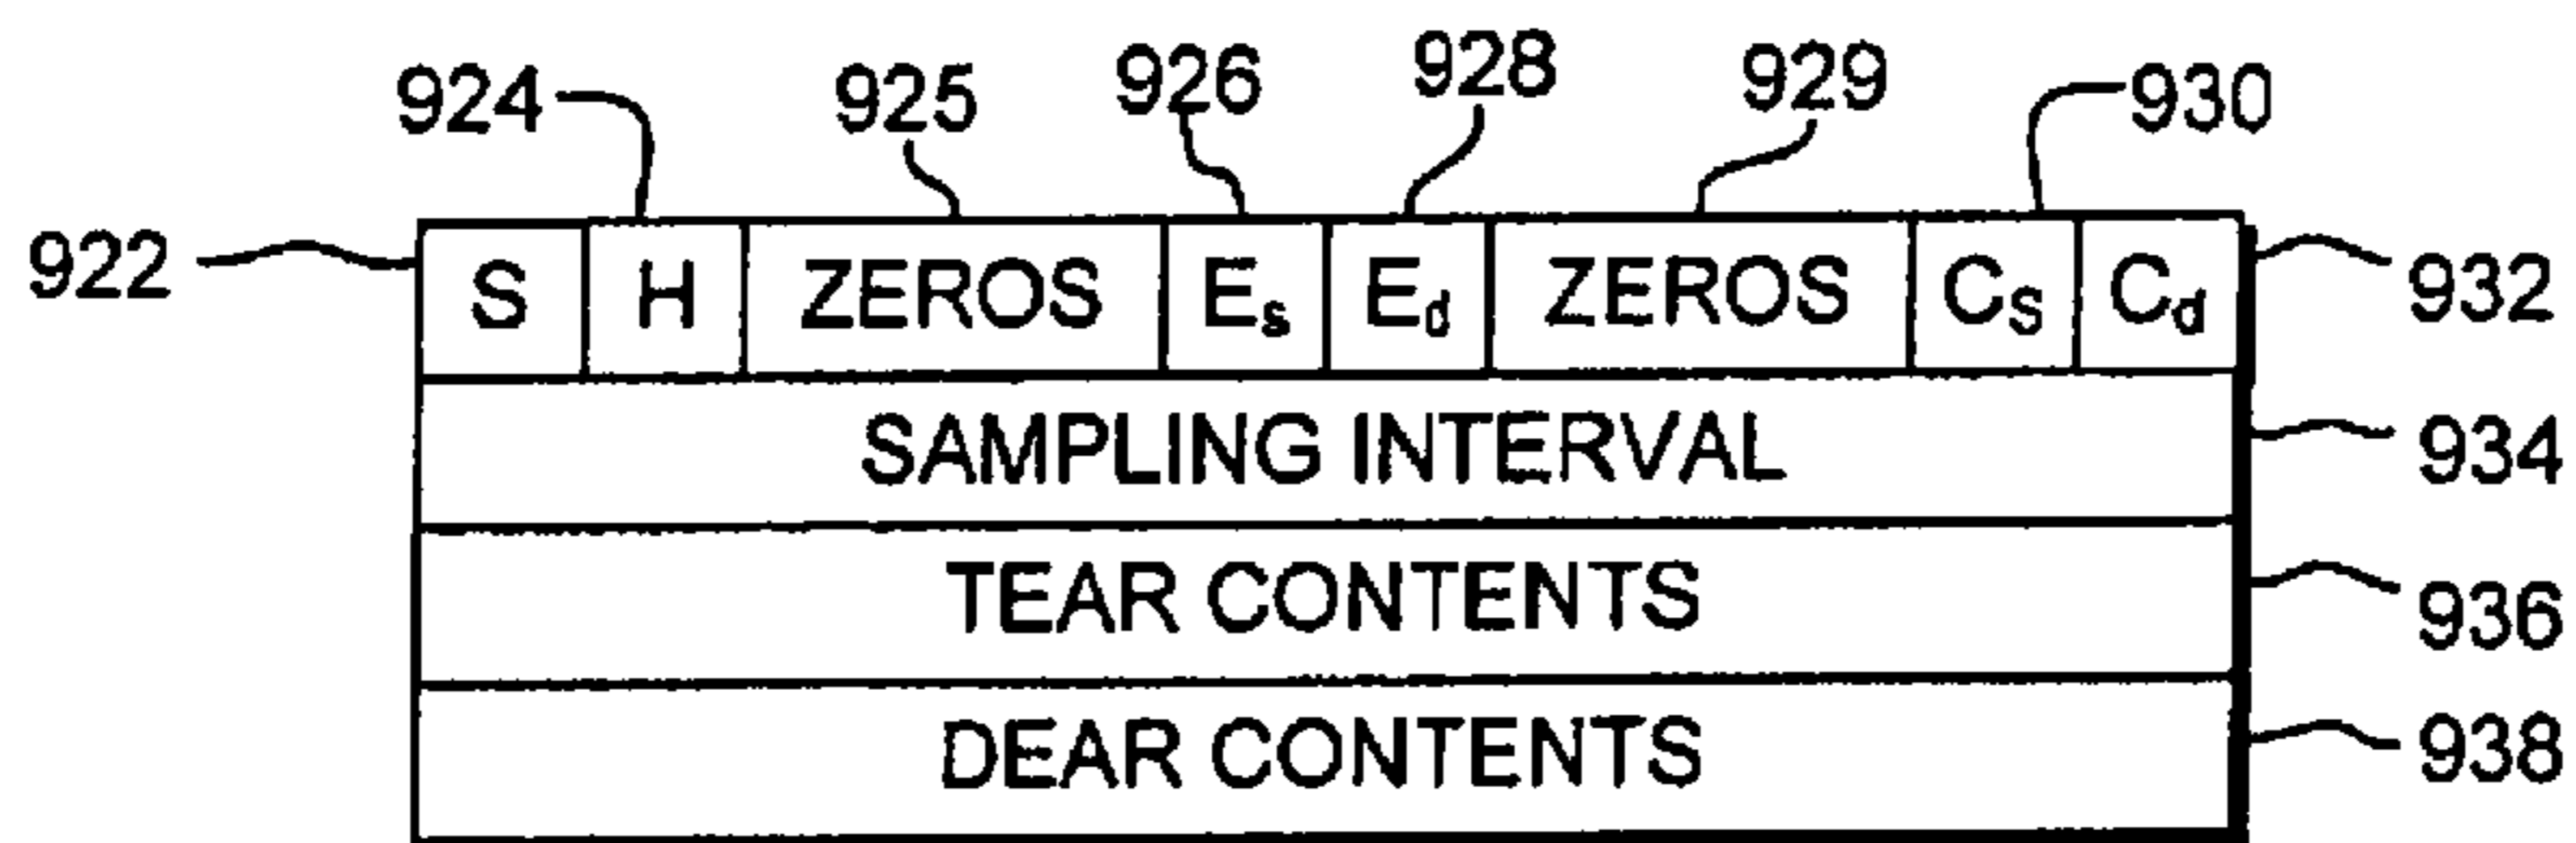 924 925 926 928 929 930
922 S H ZEROS Es Ed ZEROS CS Cd 932
SAMPLING INTERVAL 934
TEAR CONTENTS 936
DEAR CONTENTS 938